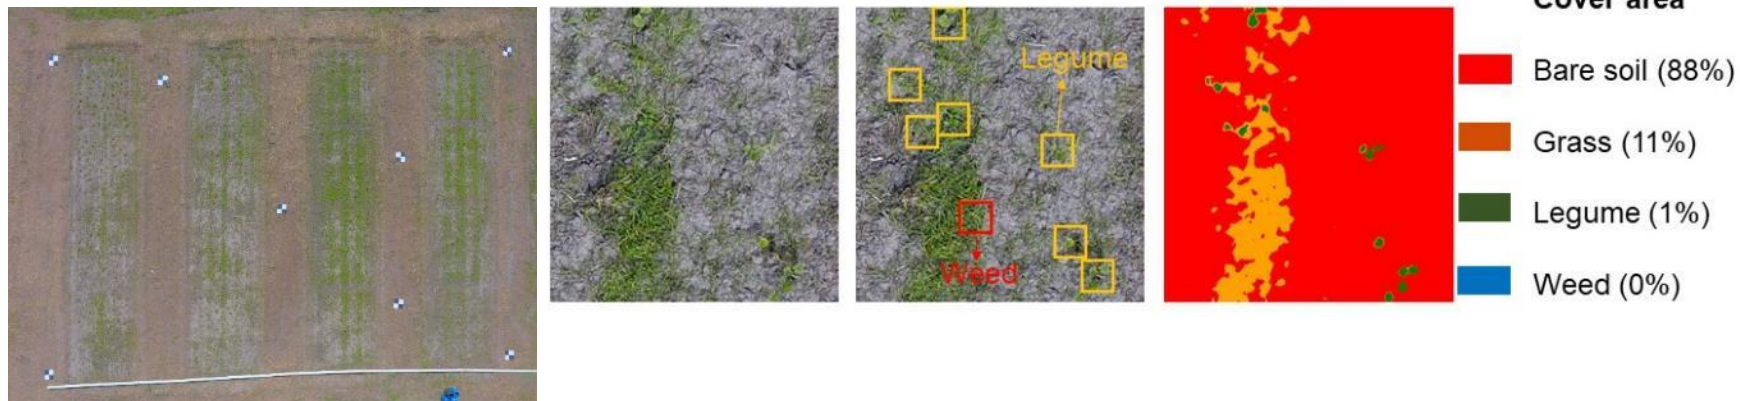 Cover area
Legume
Weed
Bare soil (88%)
Grass (11%)
Legume (1%)
Weed (0%)